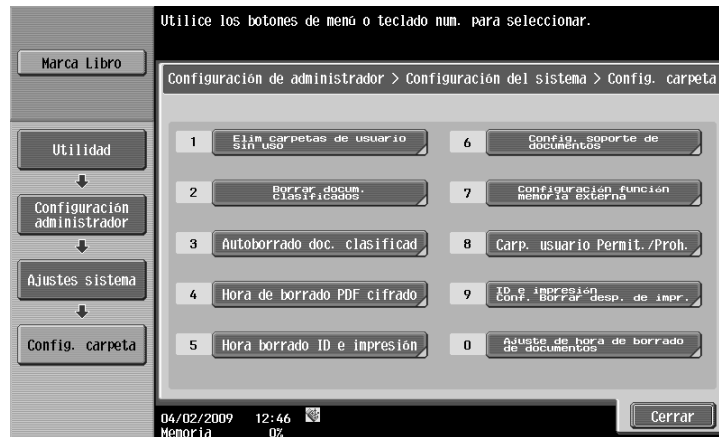 Utilice los botones de menú o teclado num. para seleccionar.
Marca Libro
Configuración de administrador > Configuración del sistema > Config. carpeta
Utilidad
Configuración
administrador
Ajustes sistema
Config. carpeta
1 Elim carpetas de usuario
sin uso
2 Borrar docum.
clasificados
3 Autoborrado doc. clasificad
4 Hora de borrado PDF cifrado
5 Hora borrado ID e impresión
6 Config. soporte de
documentos
7 Configuración función
memoria externa
8 Carp. usuario Permit./Proh.
9 ID e impresión
Conf. Borrar desp. de impr.
0 Ajuste de hora de borrado
de documentos
04/02/2009 12:46
Memoria 0%
Cerrar